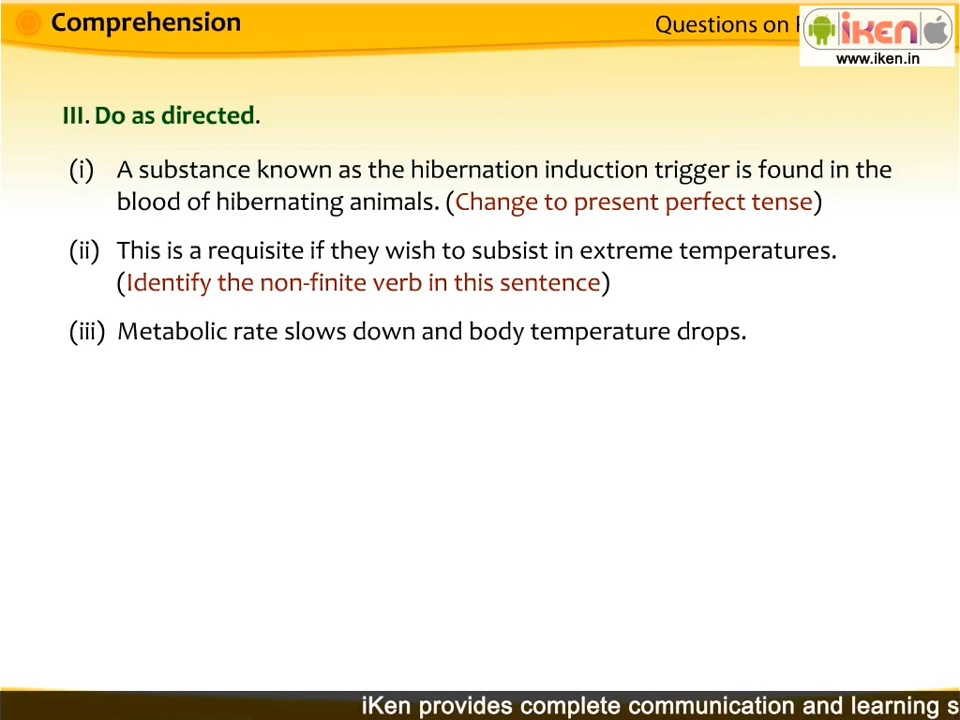 Comprehension
Questions on
iken
www.iken.in
III. Do as directed.
(i) A substance known as the hibernation induction trigger is found in the
blood of hibernating animals. (Change to present perfect tense)
(ii) This is a requisite if they wish to subsist in extreme temperatures.
(Identify the non-finite verb in this sentence)
(iii) Metabolic rate slows down and body temperature drops.
iKen provides complete communication and learning s